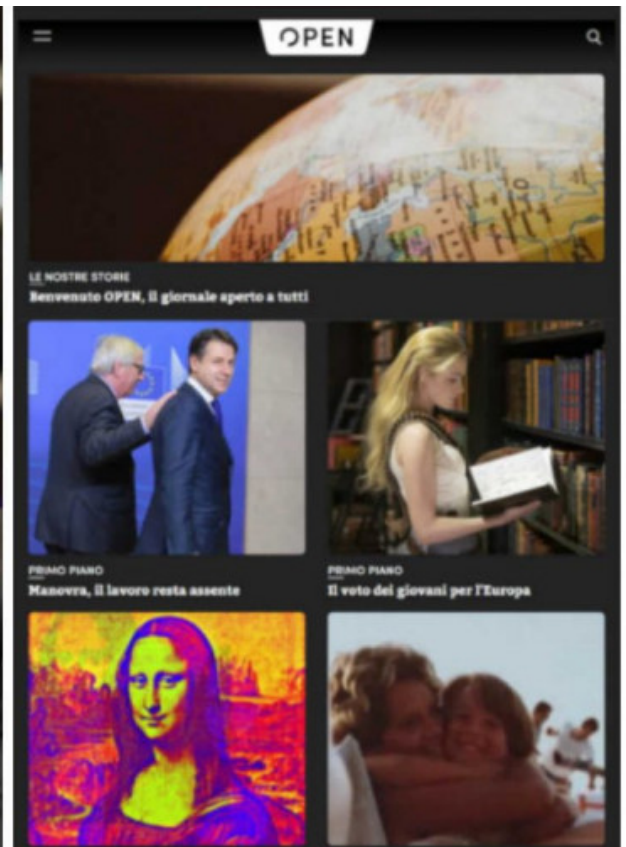 OPEN
LE NOSTRE STORIE
Benvenuto OPEN, il giornale aperto a tutti
PRIMO PIANO
Manovra, il lavoro resta assente
PRIMO PIANO
Il voto dei giovani per l'Europa